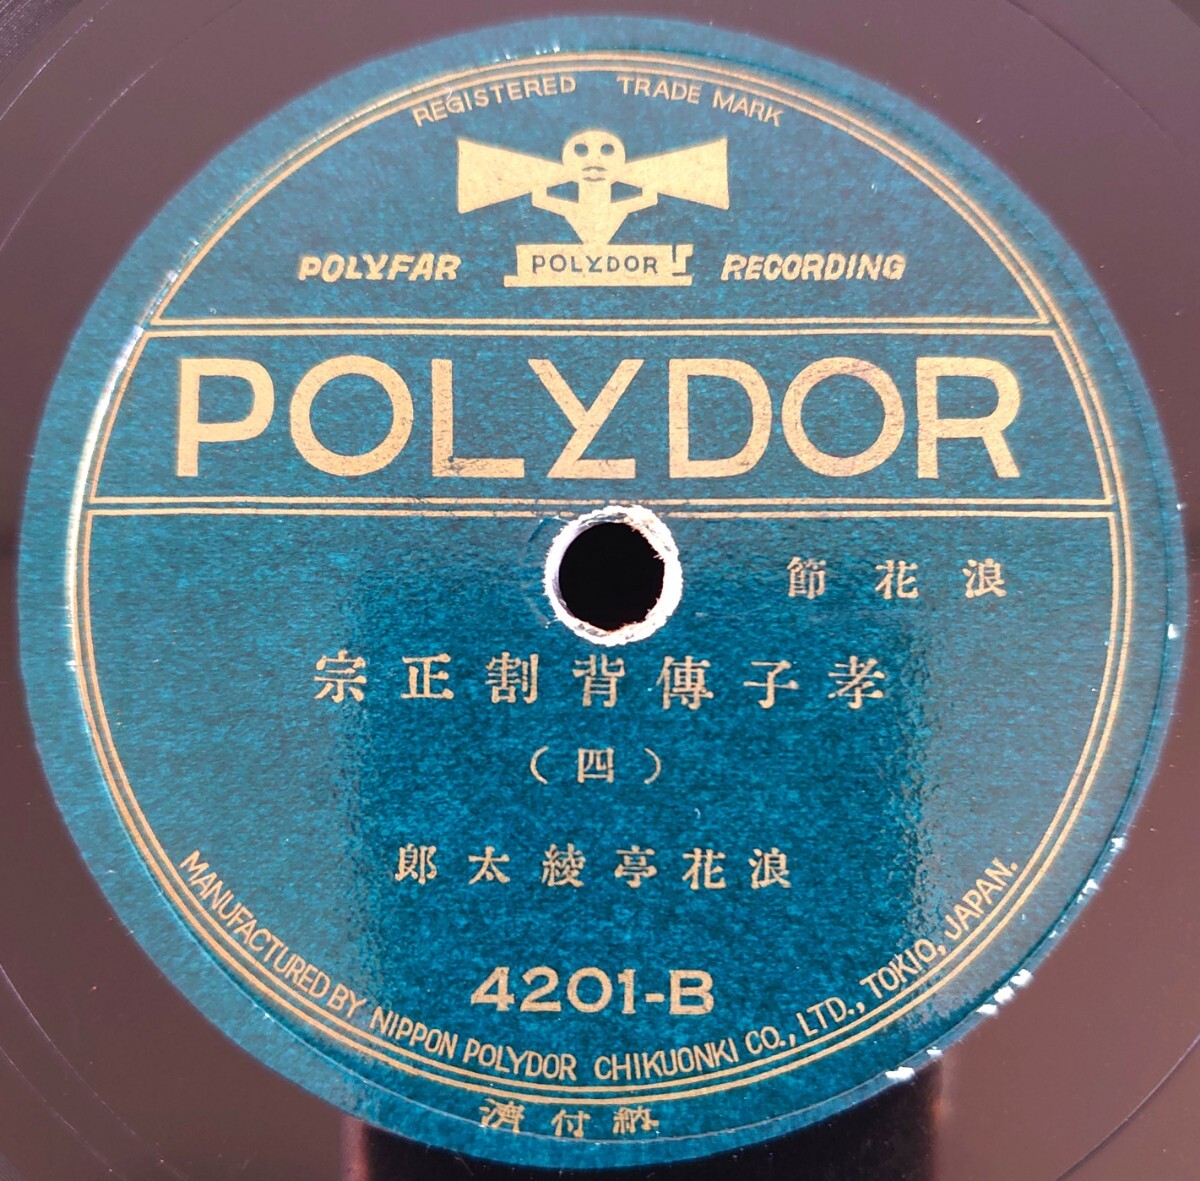 REGISTERED TRADE MARK
POLYFAR POLYDOR RECORDING
POLYDOR
浪花節
孝子傳背割正宗
(四)
浪花亭綾太郎
4201-B
MANUFACTURED BY NIPPON POLYDOR CHIKUONKI CO., LTD., TOKIO, JAPAN.
納付濟